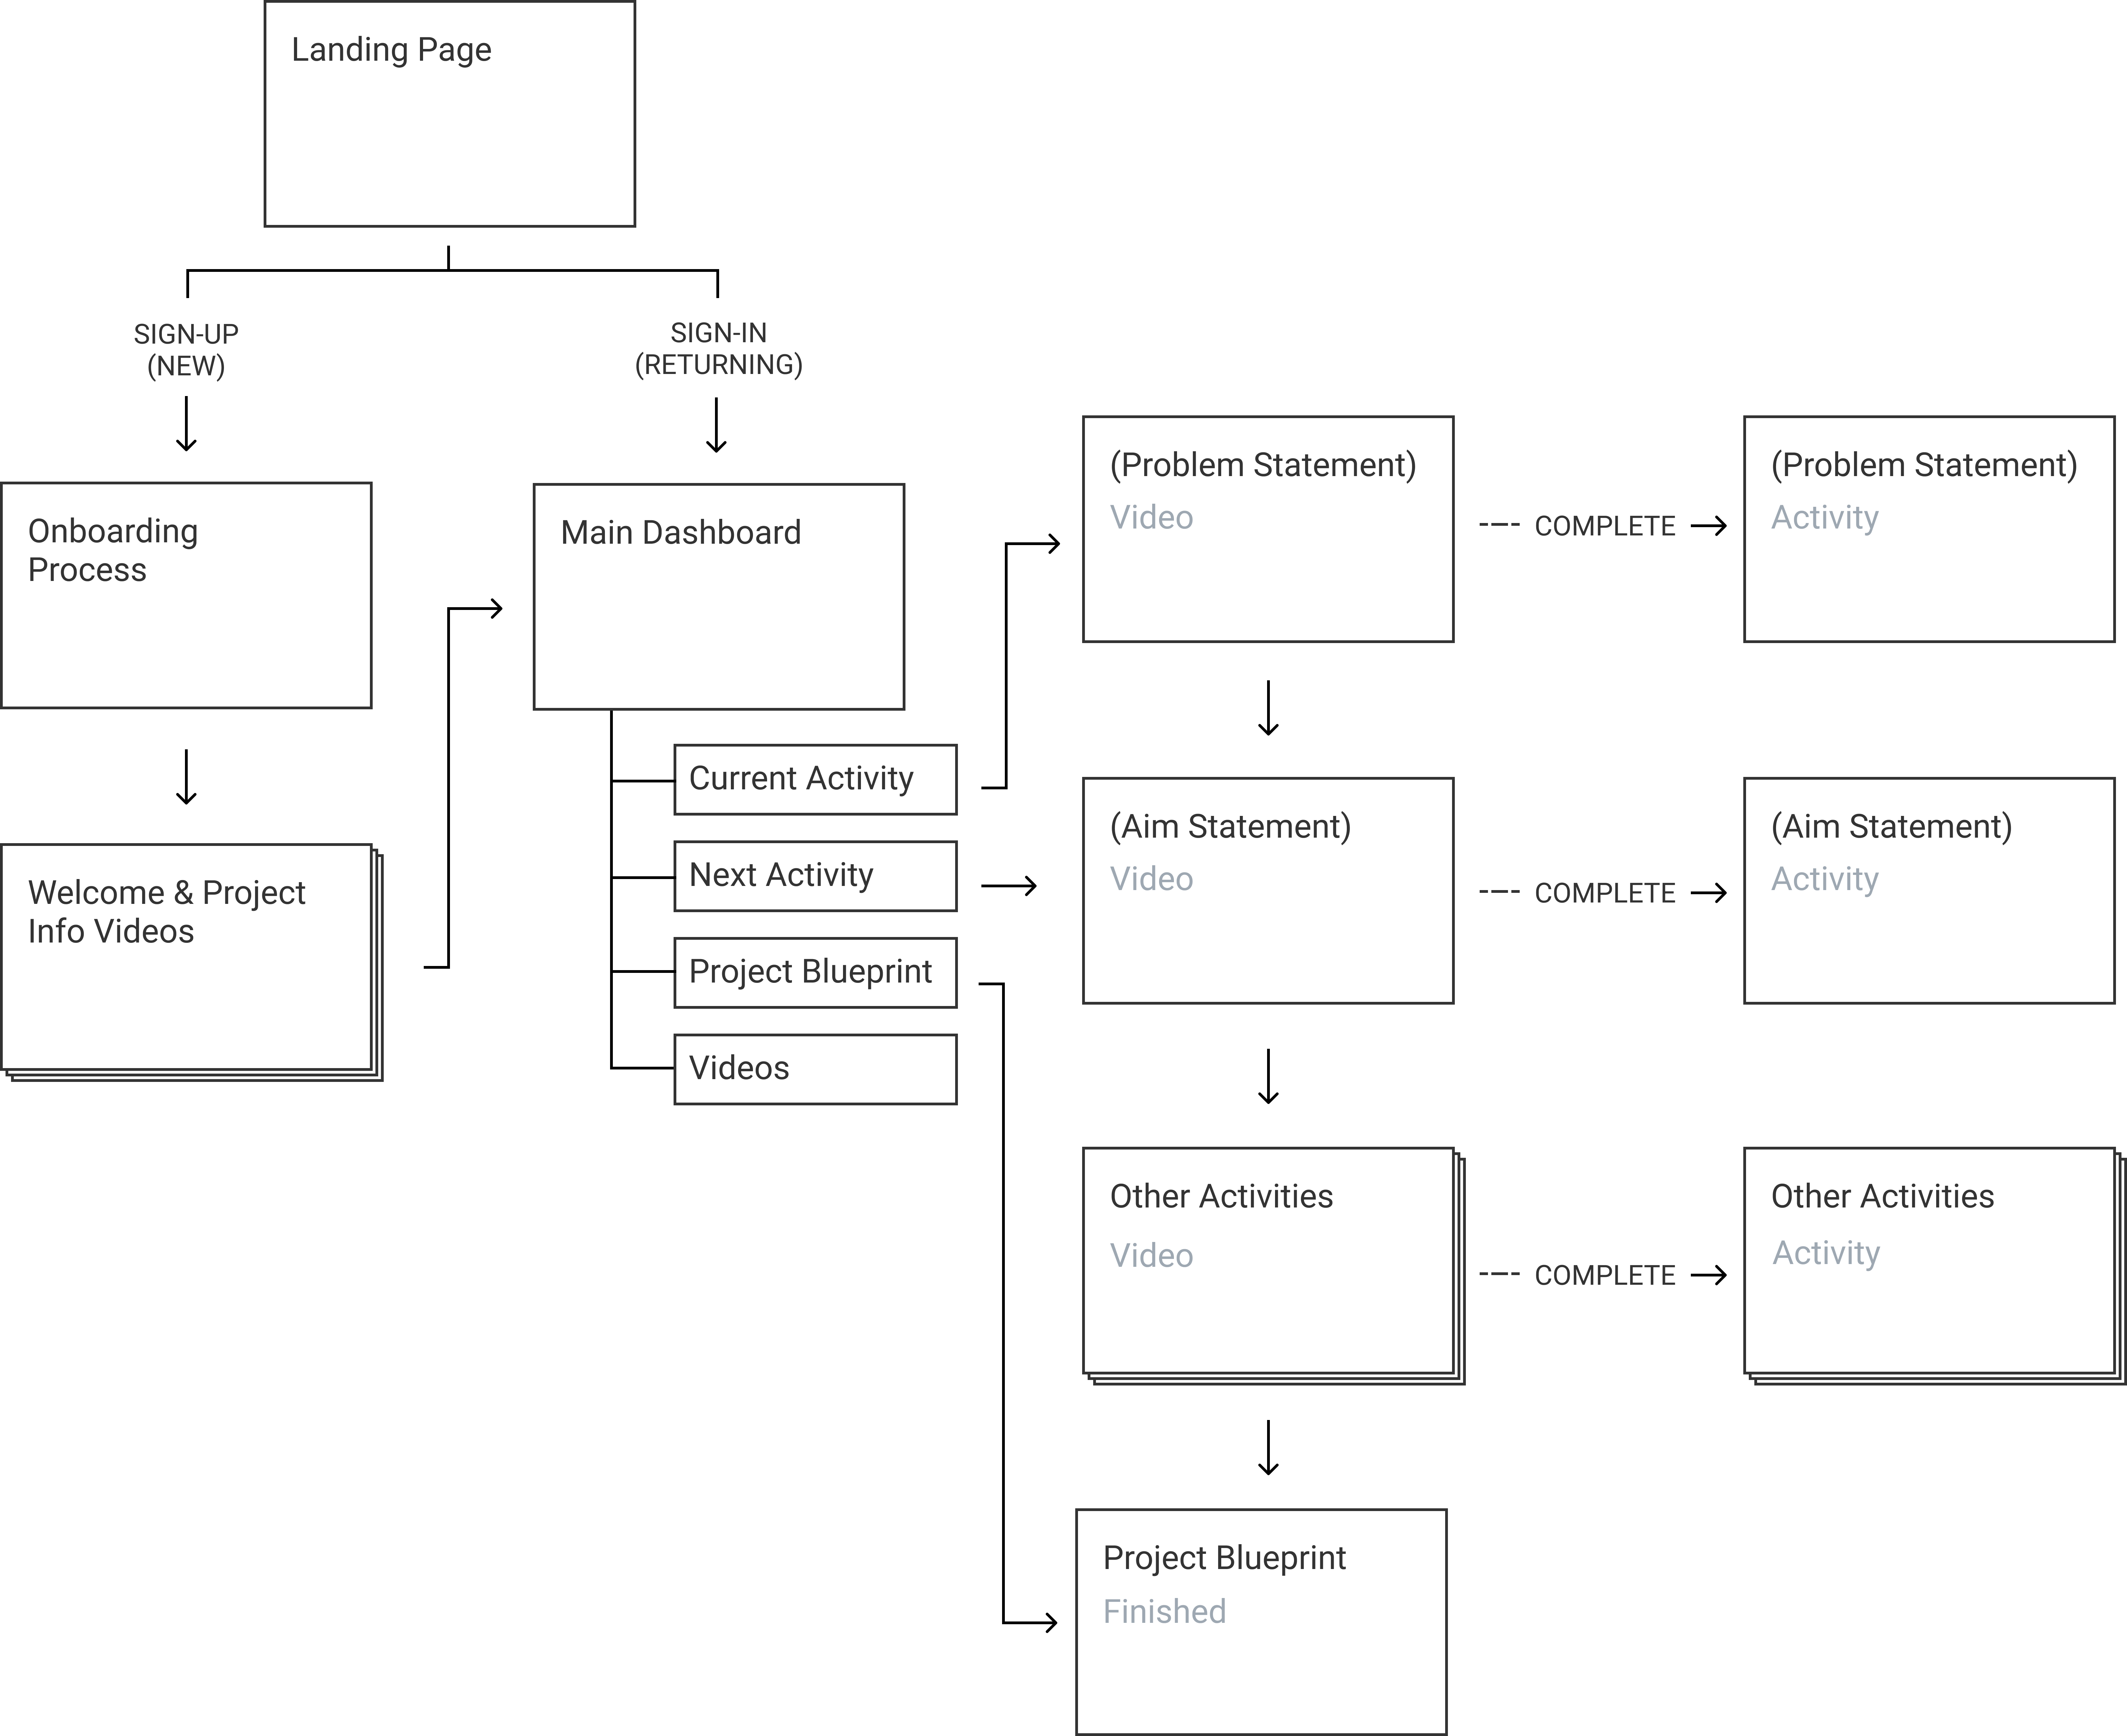 Landing Page
SIGN-UP
(NEW)
SIGN-IN
(RETURNING)
Onboarding
Process
Welcome & Project
Info Videos
Main Dashboard
Current Activity
Next Activity
Project Blueprint
Videos
(Problem Statement)
Video
COMPLETE
(Problem Statement)
Activity
(Aim Statement)
Video
COMPLETE
(Aim Statement)
Activity
Other Activities
Video
COMPLETE
Other Activities
Activity
Project Blueprint
Finished